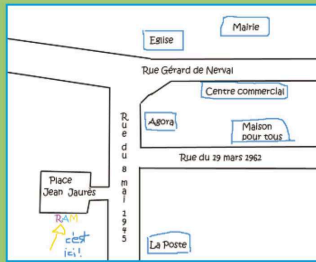 Mairie
Eglise
Rue Gérard de Nerval
Centre commercial
Agora
Maison
pour tous
Rue du 8 mai 1945
Rue du 19 mars 1962
Place
Jean Jaurès
RAM
c'est
ici!
La Poste